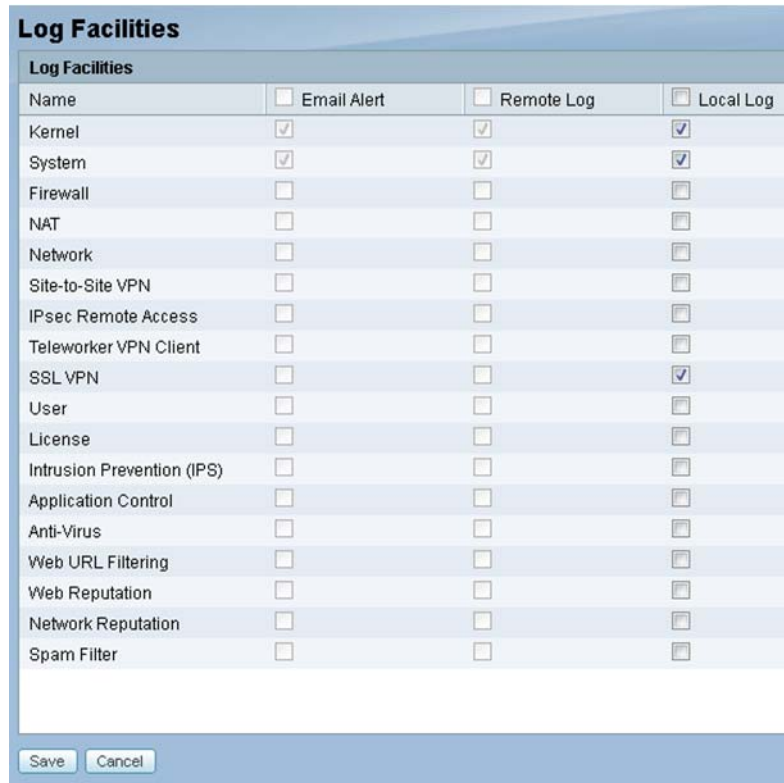 Log Facilities
Log Facilities
Name Email Alert Remote Log Local Log
Kernel
System
Firewall
NAT
Network
Site-to-Site VPN
IPsec Remote Access
Teleworker VPN Client
SSL VPN
User
License
Intrusion Prevention (IPS)
Application Control
Anti-Virus
Web URL Filtering
Web Reputation
Network Reputation
Spam Filter
Save Cancel